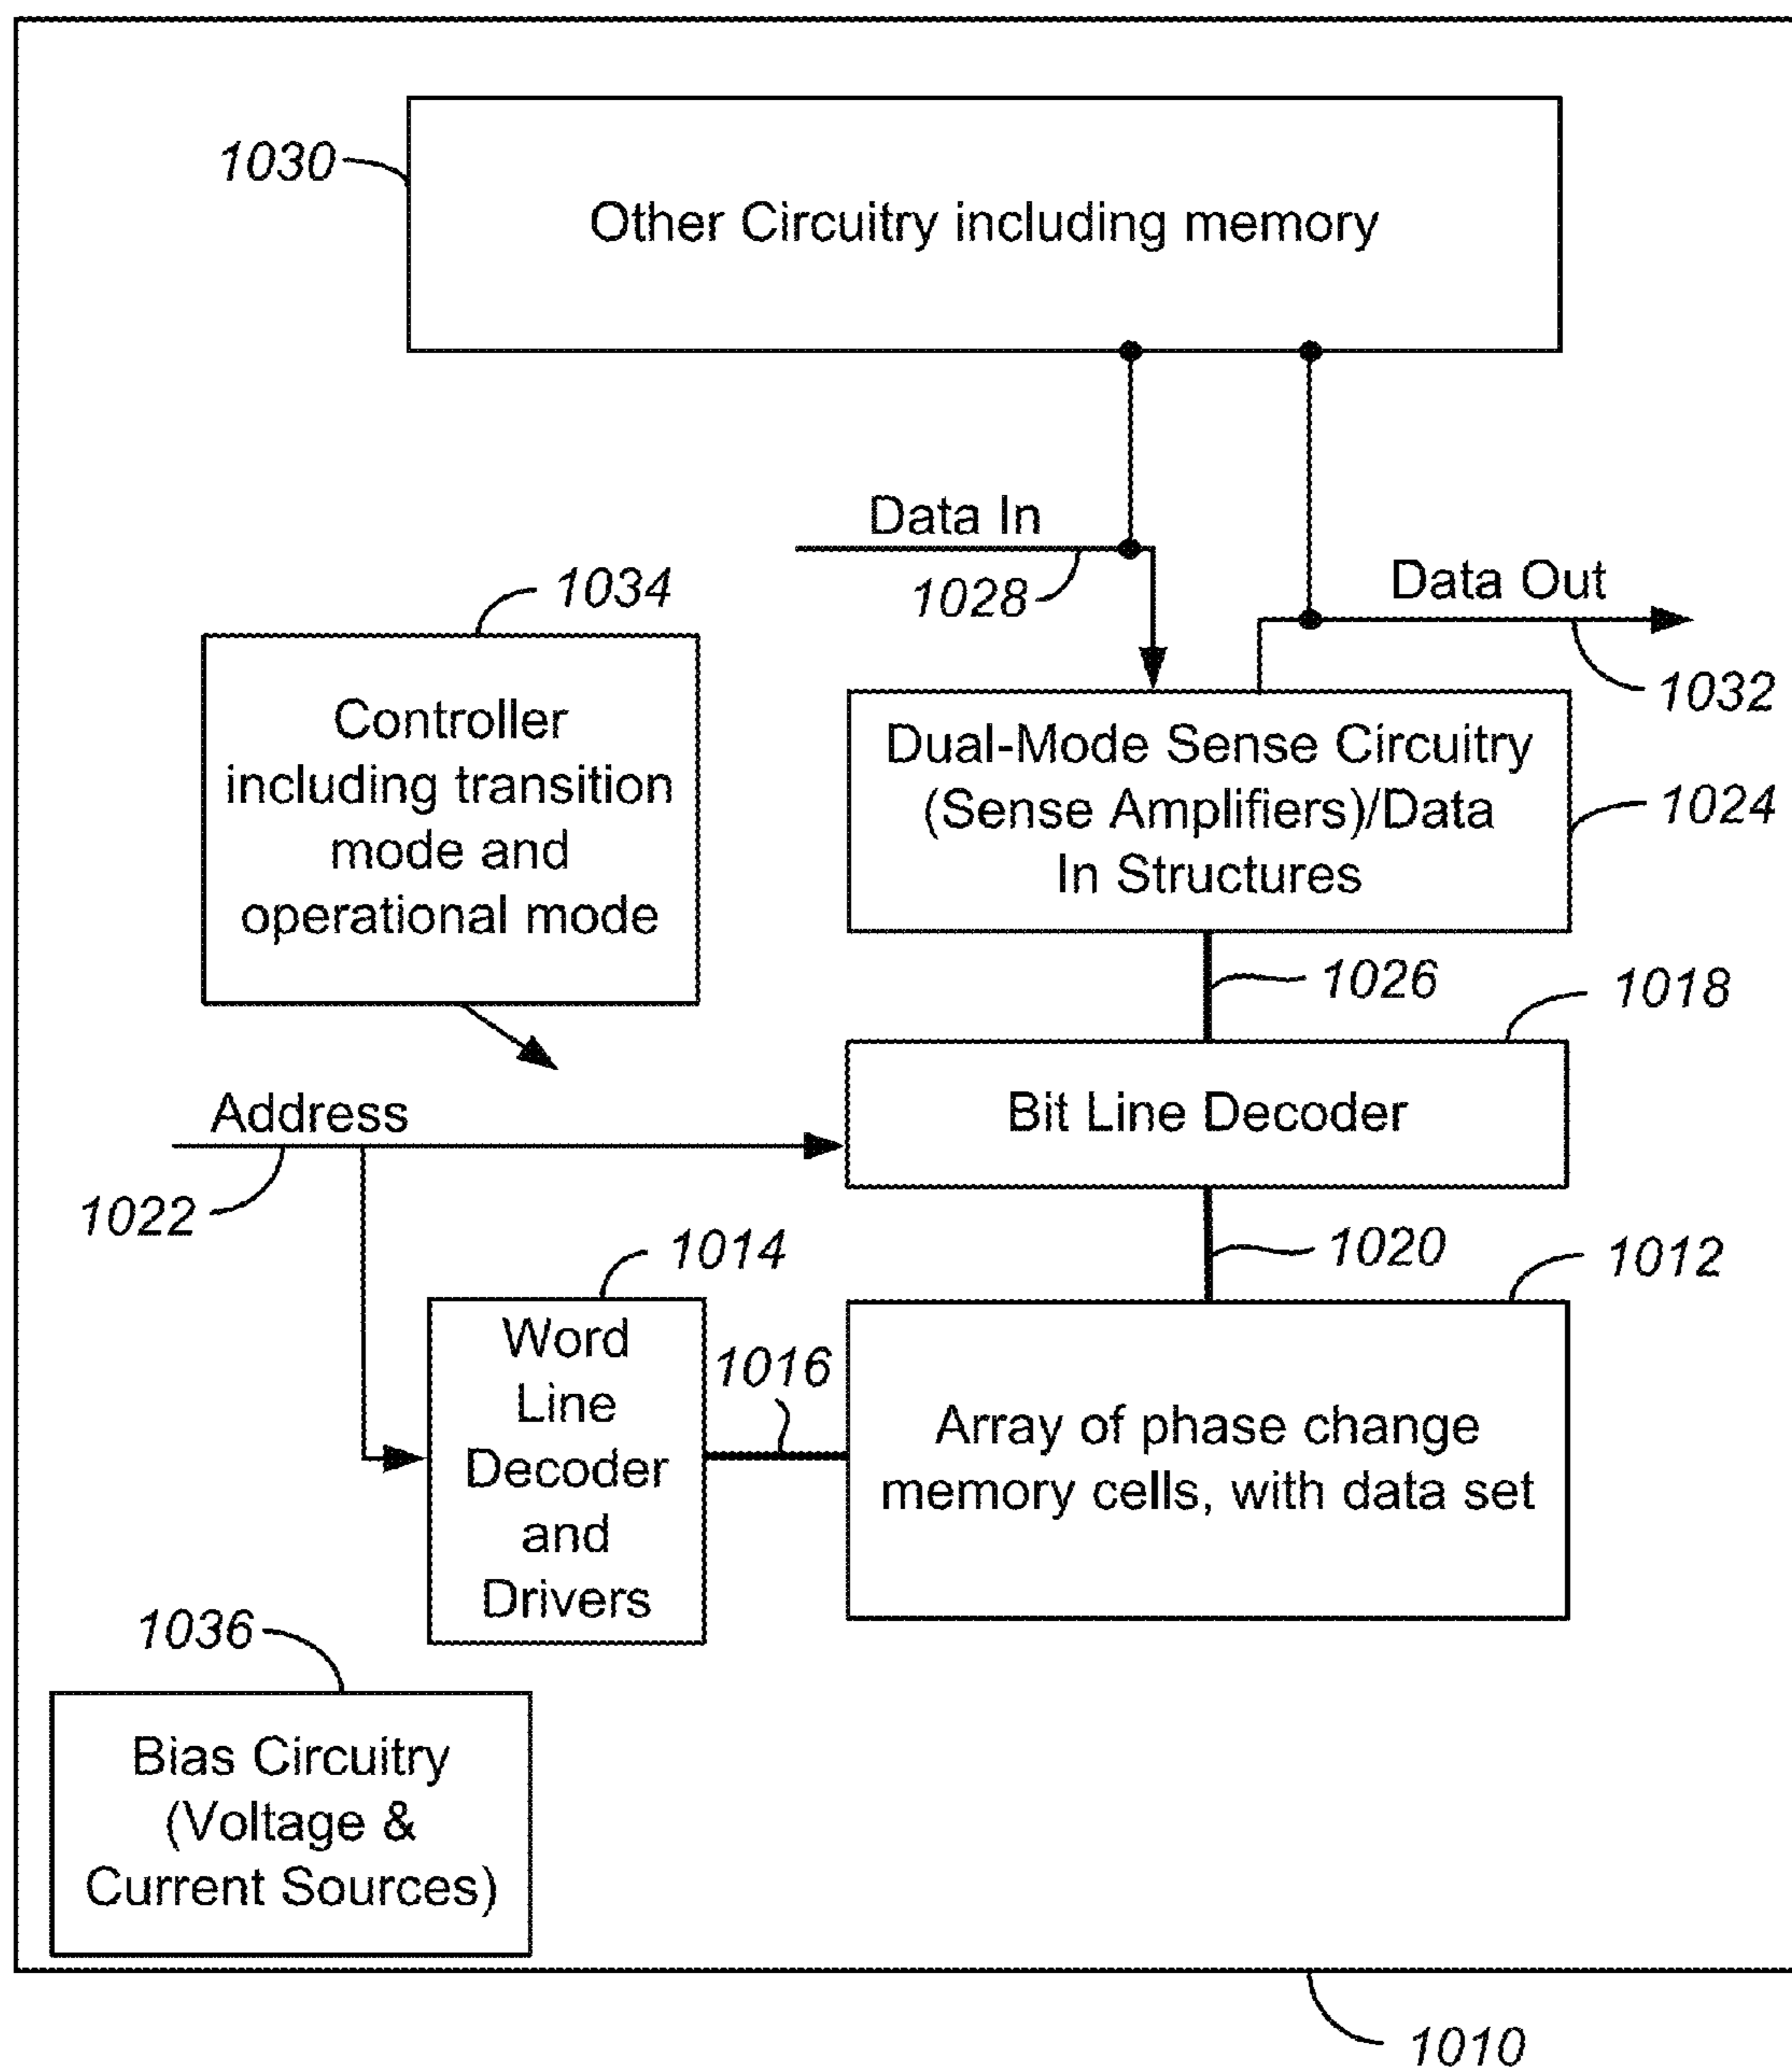 1030
Other Circuitry including memory
Data In
1028
Data Out
1032
1034
Controller
including transition
mode and
operational mode
Dual-Mode Sense Circuitry
(Sense Amplifiers)/Data
In Structures
1024
1026
1018
Address
1022
Bit Line Decoder
1020
1014
1012
Word
Line
Decoder
and
Drivers
1016
Array of phase change
memory cells, with data set
1036
Bias Circuitry
(Voltage &
Current Sources)
1010